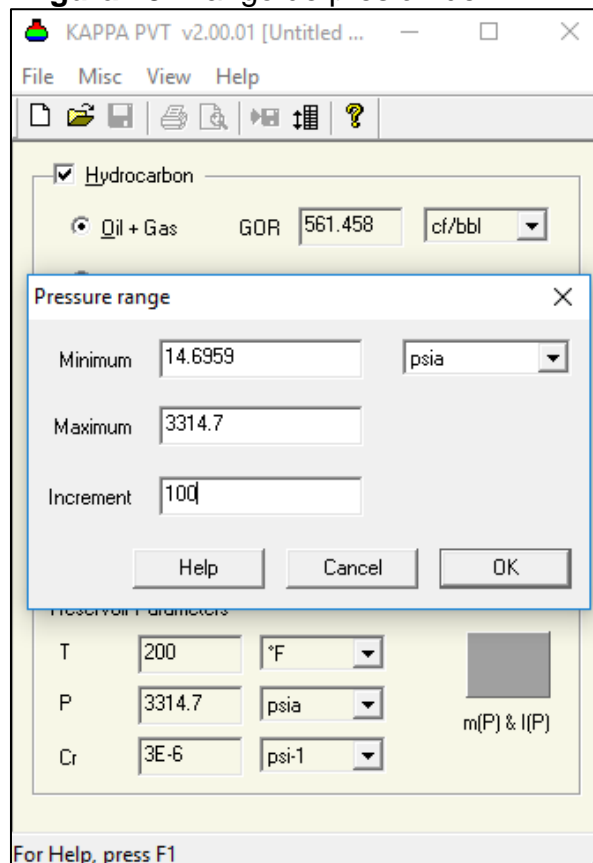 KAPPA PVT v2.00.01 [Untitled ...
File Misc View Help
Hydrocarbon
Oil + Gas GOR 561.458 cf/bbl
Pressure range
Minimum 14.6959 psia
Maximum 3314.7
Increment 100
Help Cancel OK
Reservoir Parameters
T 200 °F
P 3314.7 psia
m(P) & I(P)
Cr 3E-6 psi-1
For Help, press F1